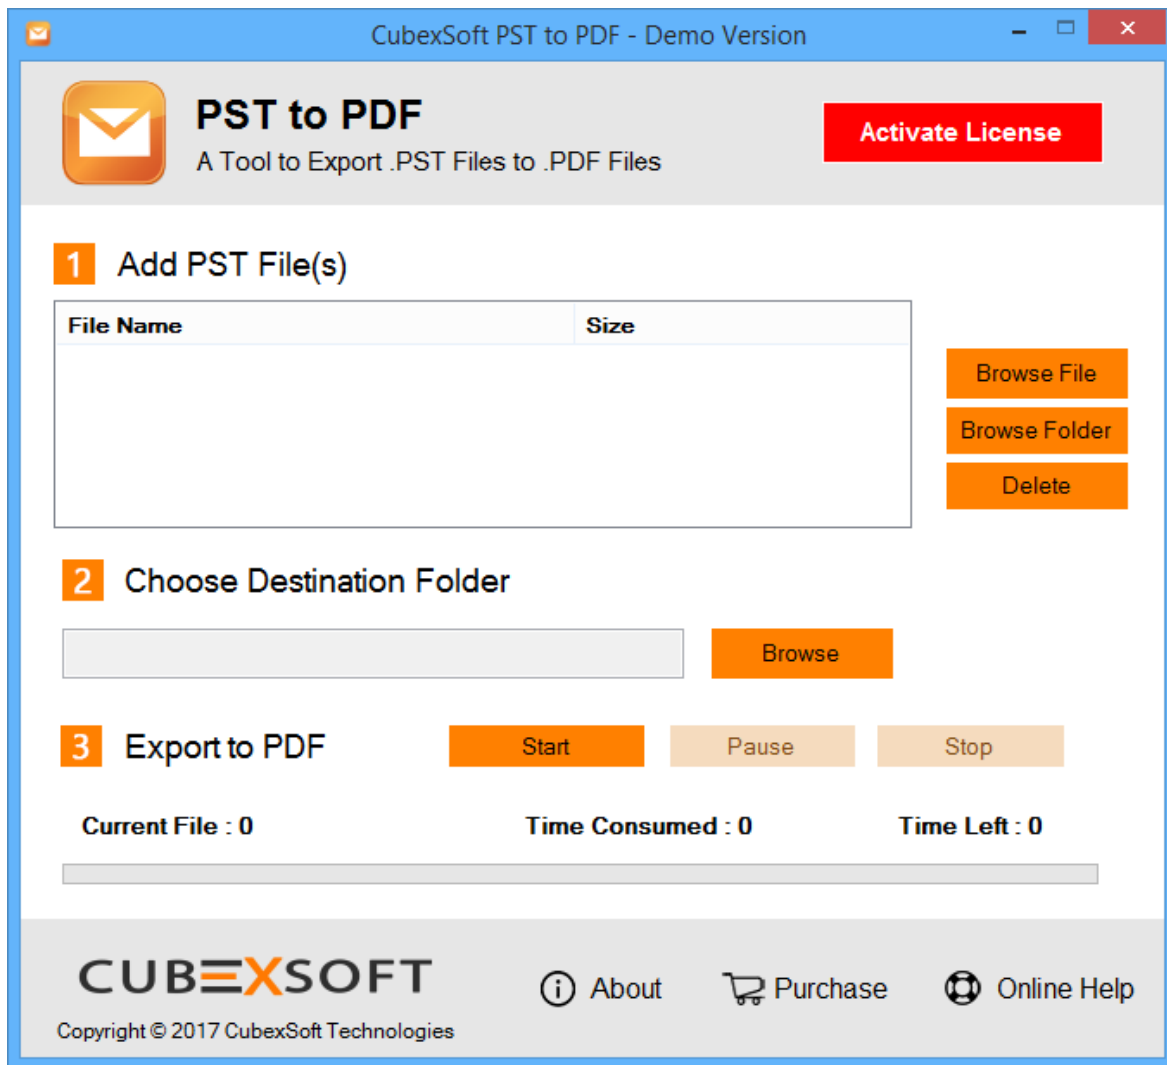 CubexSoft PST to PDF - Demo Version
PST to PDF
A Tool to Export .PST Files to .PDF Files
Activate License
1 Add PST File(s)
File Name Size
Browse File
Browse Folder
Delete
2 Choose Destination Folder
Browse
3 Export to PDF Start Pause Stop
Current File : 0 Time Consumed : 0 Time Left : 0
CUBEXSOFT
About Purchase Online Help
Copyright © 2017 CubexSoft Technologies